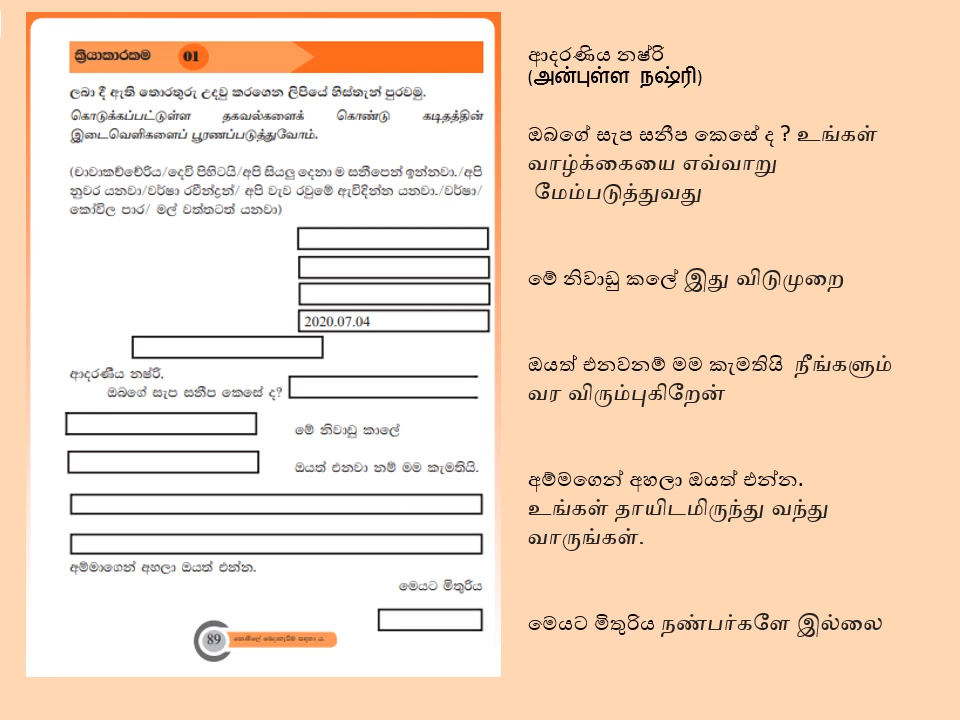 ක්‍රියාකාරකම 01
ලබා දී ඇති තොරතුරු උදවු කරගෙන ලිපියේ හිස්තැන් පුරවමු.
கொடுக்கப்பட்டுள்ள தகவல்களைக் கொண்டு கடிதத்தின்
இடைவெளிகளைப் பூரணப்படுத்துவோம்.
(චාවාකච්චේරිය/දෙවි පිහිටයි/අපි සියලු දෙනා ම සනීපෙන් ඉන්නවා./අපි
නුවර යනවා/වර්ෂා රවීන්ද්‍රන්/ අපි වැව රවුමේ ඇවිදින්න යනවා./වර්ෂා/
කෝවිල පාර/ මල් වත්තටත් යනවා)
2020.07.04
ආදරණීය නෂ්රි,
ඔබගේ සැප සනීප කෙසේ ද?
මේ නිවාඩු කාලේ
ඔයත් එනවා නම් මම කැමතියි.
අම්මාගෙන් අහලා ඔයත් එන්න.
මෙයට මිතුරිය
89
ආදරණිය නෂ්රි
(அன்புள்ள நஷ்ரி)
ඔබගේ සැප සනීප කෙසේ ද ? உங்கள்
வாழ்க்கையை எவ்வாறு
மேம்படுத்துவது
මේ නිවාඩු කලේ இது விடுமுறை
ඔයත් එනවනම් මම කැමතියි நீங்களும்
வர விரும்புகிறேன்
අම්මගෙන් අහලා ඔයත් එන්න.
உங்கள் தாயிடமிருந்து வந்து
வாருங்கள்.
මෙයට මිතුරිය நண்பர்களே இல்லை